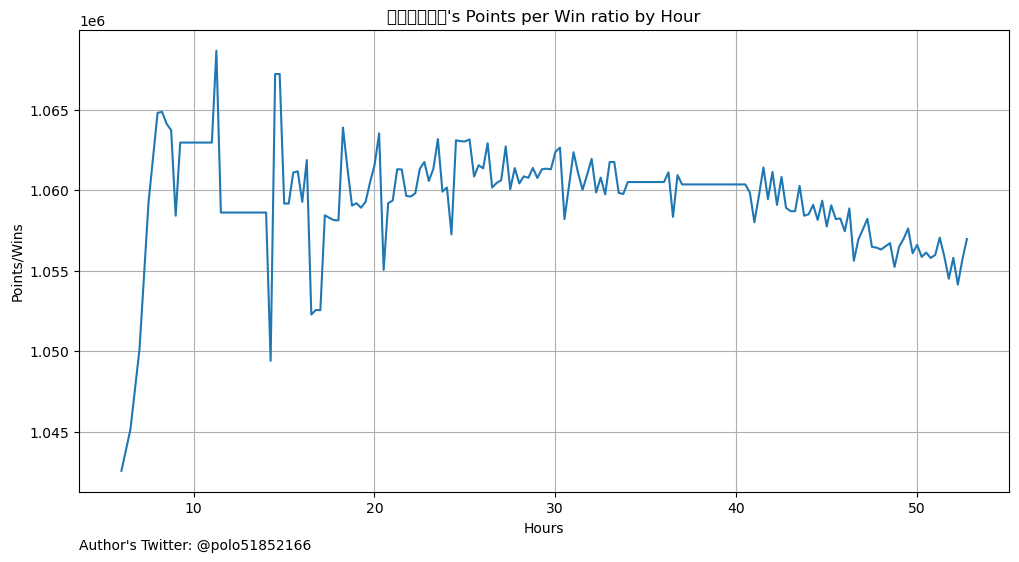 's Points per Win ratio by Hour
1e6
1.065
1.060
1.055
1.050
1.045
Points/Wins
10 20 30 40 50
Hours
Author's Twitter: @polo51852166